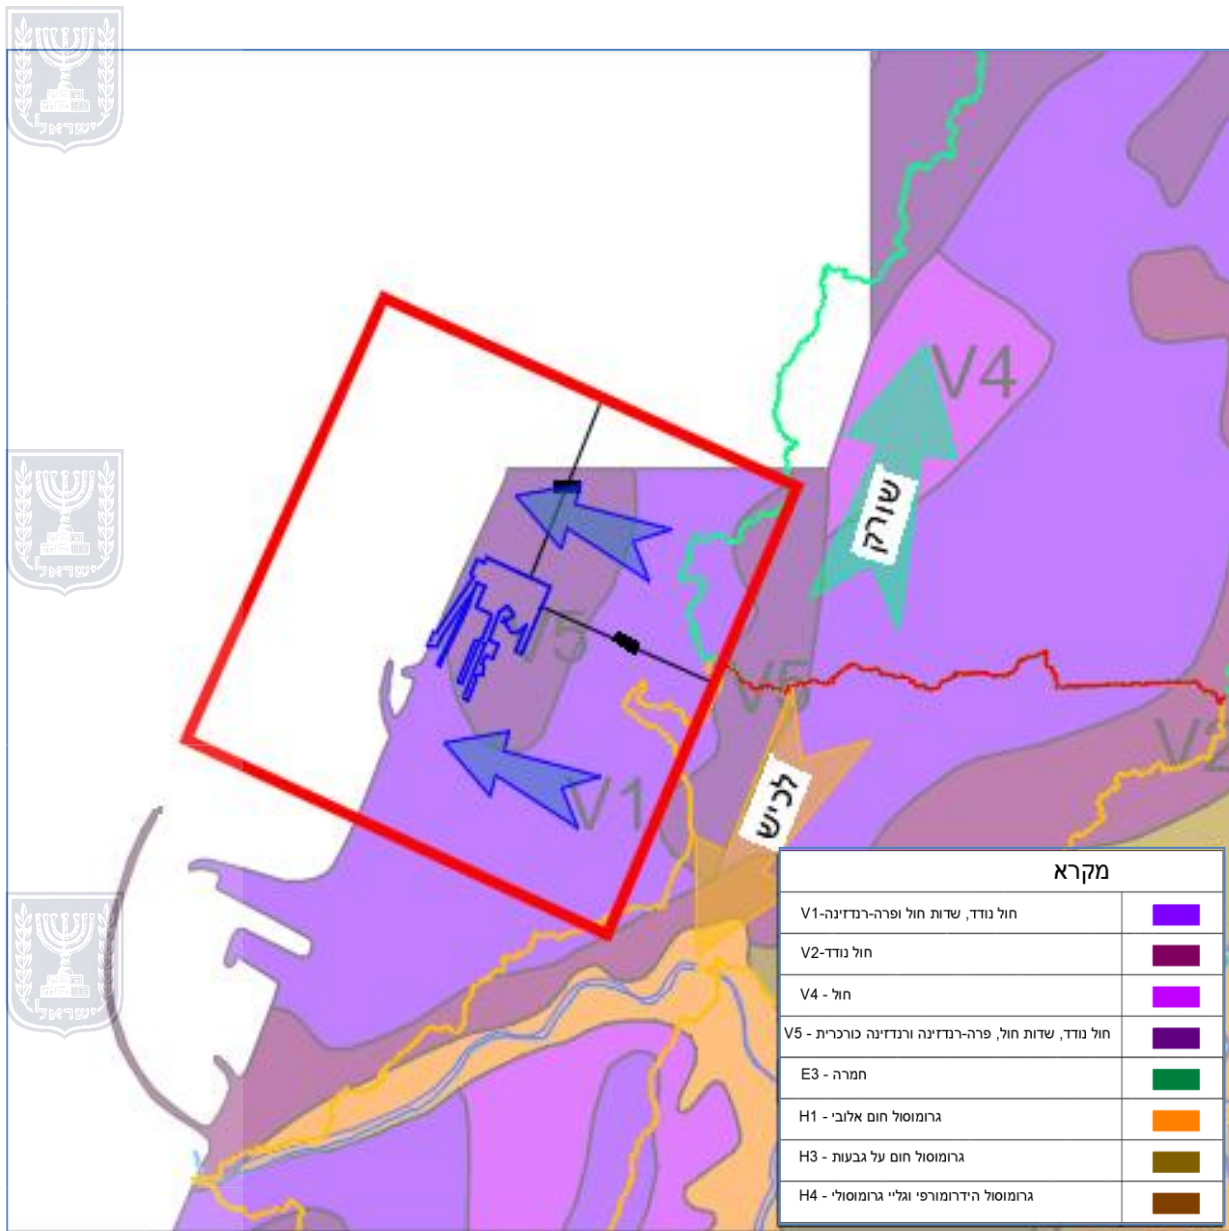 ישראל
V4
שורק
ישראל
V5
V5
V2
V1
לכיש
ישראל
מקרא
V1-חול נודד, שדות חול ופרה-רנדזינה
V2-חול נודד
V4 - חול
V5 - חול נודד, שדות חול, פרה-רנדזינה ורנדזינה כורכרית
E3 - חמרה
H1 - גרומוסול חום אלובי
H3 - גרומוסול חום על גבעות
H4 - גרומוסול הידרומורפי וגליי גרומוסולי